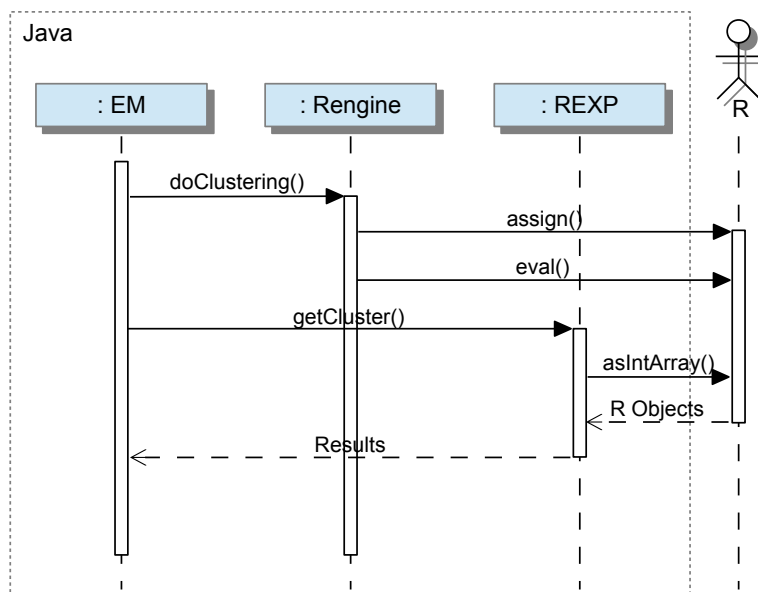 Java
: EM
: Rengine
: REXP
R
doClustering()
assign()
eval()
getCluster()
asIntArray()
R Objects
Results